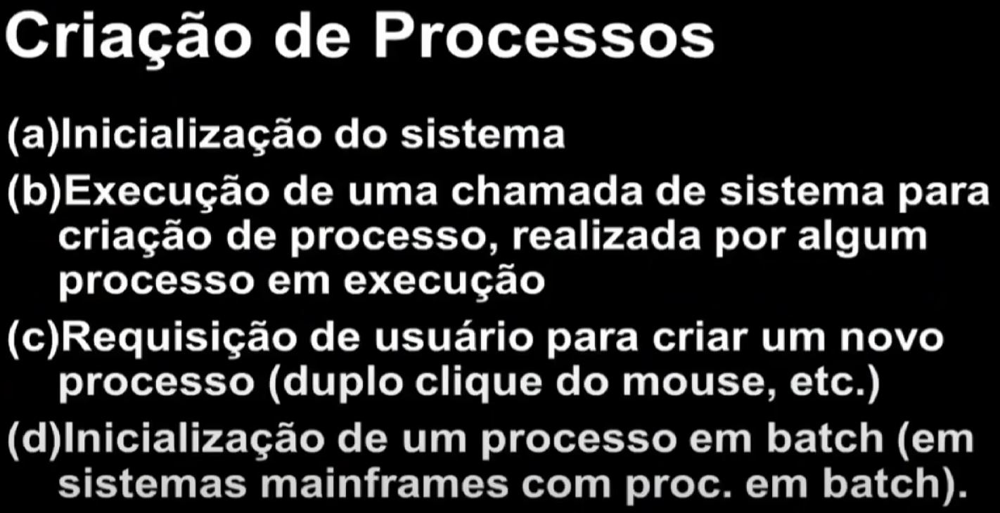 Criação de Processos
(a)Inicialização do sistema
(b)Execução de uma chamada de sistema para
criação de processo, realizada por algum
processo em execução
(c)Requisição de usuário para criar um novo
processo (duplo clique do mouse, etc.)
(d)Inicialização de um processo em batch (em
sistemas mainframes com proc. em batch).